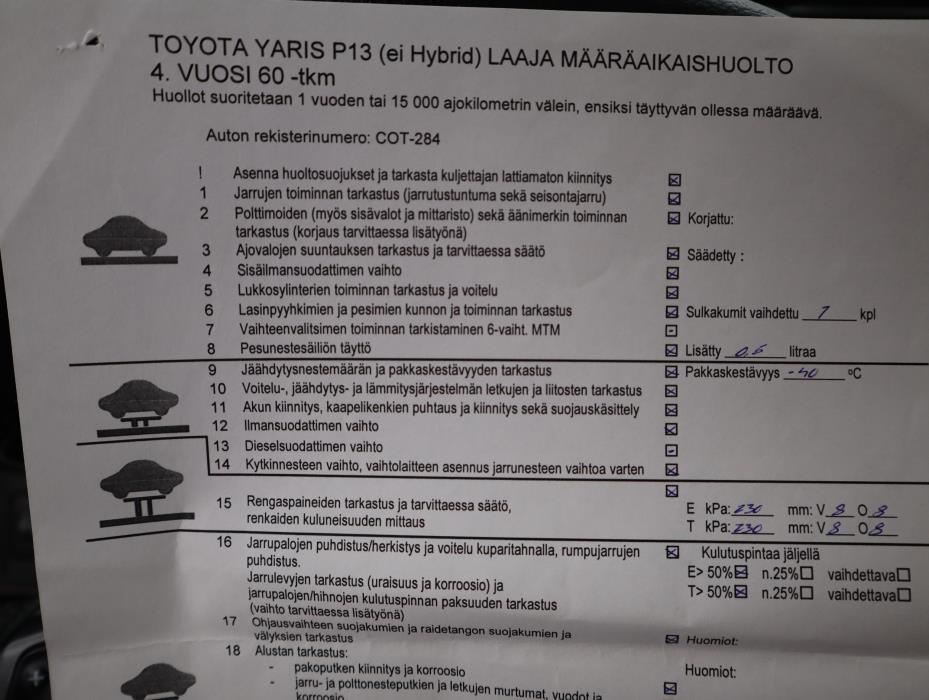 TOYOTA YARIS P13 (ei Hybrid) LAAJA MÄÄRÄAIKAISHUOLTO
4. VUOSI 60 -tkm
Huollot suoritetaan 1 vuoden tai 15 000 ajokilometrin välein, ensiksi täyttyvän ollessa määräävä.
Auton rekisterinumero: COT-284
! Asenna huoltosuojukset ja tarkasta kuljettajan lattiamaton kiinnitys
1 Jarrujen toiminnan tarkastus (jarrutustuntuma sekä seisontajarru)
2 Polttimoiden (myös sisävalot ja mittaristo) sekä äänimerkin toiminnan Korjattu:
tarkastus (korjaus tarvittaessa lisätyönä)
3 Ajovalojen suuntauksen tarkastus ja tarvittaessa säätö Säädetty :
4 Sisäilmansuodattimen vaihto
5 Lukkosylinterien toiminnan tarkastus ja voitelu
6 Lasinpyyhkimien ja pesimien kunnon ja toiminnan tarkastus Sulkakumit vaihdettu kpl
7 Vaihteenvalitsimen toiminnan tarkistaminen 6-vaiht. MTM
8 Pesunestesäiliön täyttö Lisätty litraa
9 Jäähdytysnestemäärän ja pakkaskestävyyden tarkastus Pakkaskestävyys -40 °C
10 Voitelu-, jäähdytys- ja lämmitysjärjestelmän letkujen ja liitosten tarkastus
11 Akun kiinnitys, kaapelikenkien puhtaus ja kiinnitys sekä suojauskäsittely
12 Ilmansuodattimen vaihto
13 Dieselsuodattimen vaihto
14 Kytkinnesteen vaihto, vaihtolaitteen asennus jarrunesteen vaihtoa varten
15 Rengaspaineiden tarkastus ja tarvittaessa säätö, E kPa: 230 mm: V 8 O 8
renkaiden kuluneisuuden mittaus T kPa: 230 mm: V 8 O 8
16 Jarrupalojen puhdistus/herkistys ja voitelu kuparitahnalla, rumpujarrujen Kulutuspintaa jäljellä
puhdistus. E> 50% n.25% vaihdettava
Jarrulevyjen tarkastus (uraisuus ja korroosio) ja T> 50% n.25% vaihdettava
jarrupalojen/hihnojen kulutuspinnan paksuuden tarkastus
(vaihto tarvittaessa lisätyönä)
17 Ohjausvaihteen suojakumien ja raidetangon suojakumien ja
välyksien tarkastus Huomiot:
18 Alustan tarkastus:
- pakoputken kiinnitys ja korroosio Huomiot:
- jarru- ja polttonesteputkien ja letkujen murtumat, vuodot ja
korroosio